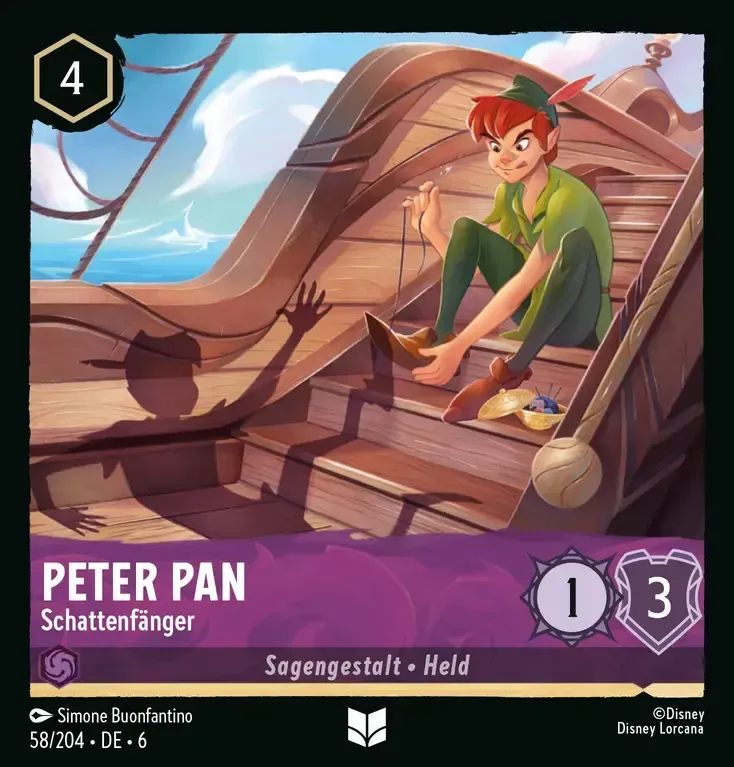 4
PETER PAN
Schattenfänger
1
3
Sagengestalt • Held
Simone Buonfantino
58/204 • DE • 6
©Disney
Disney Lorcana